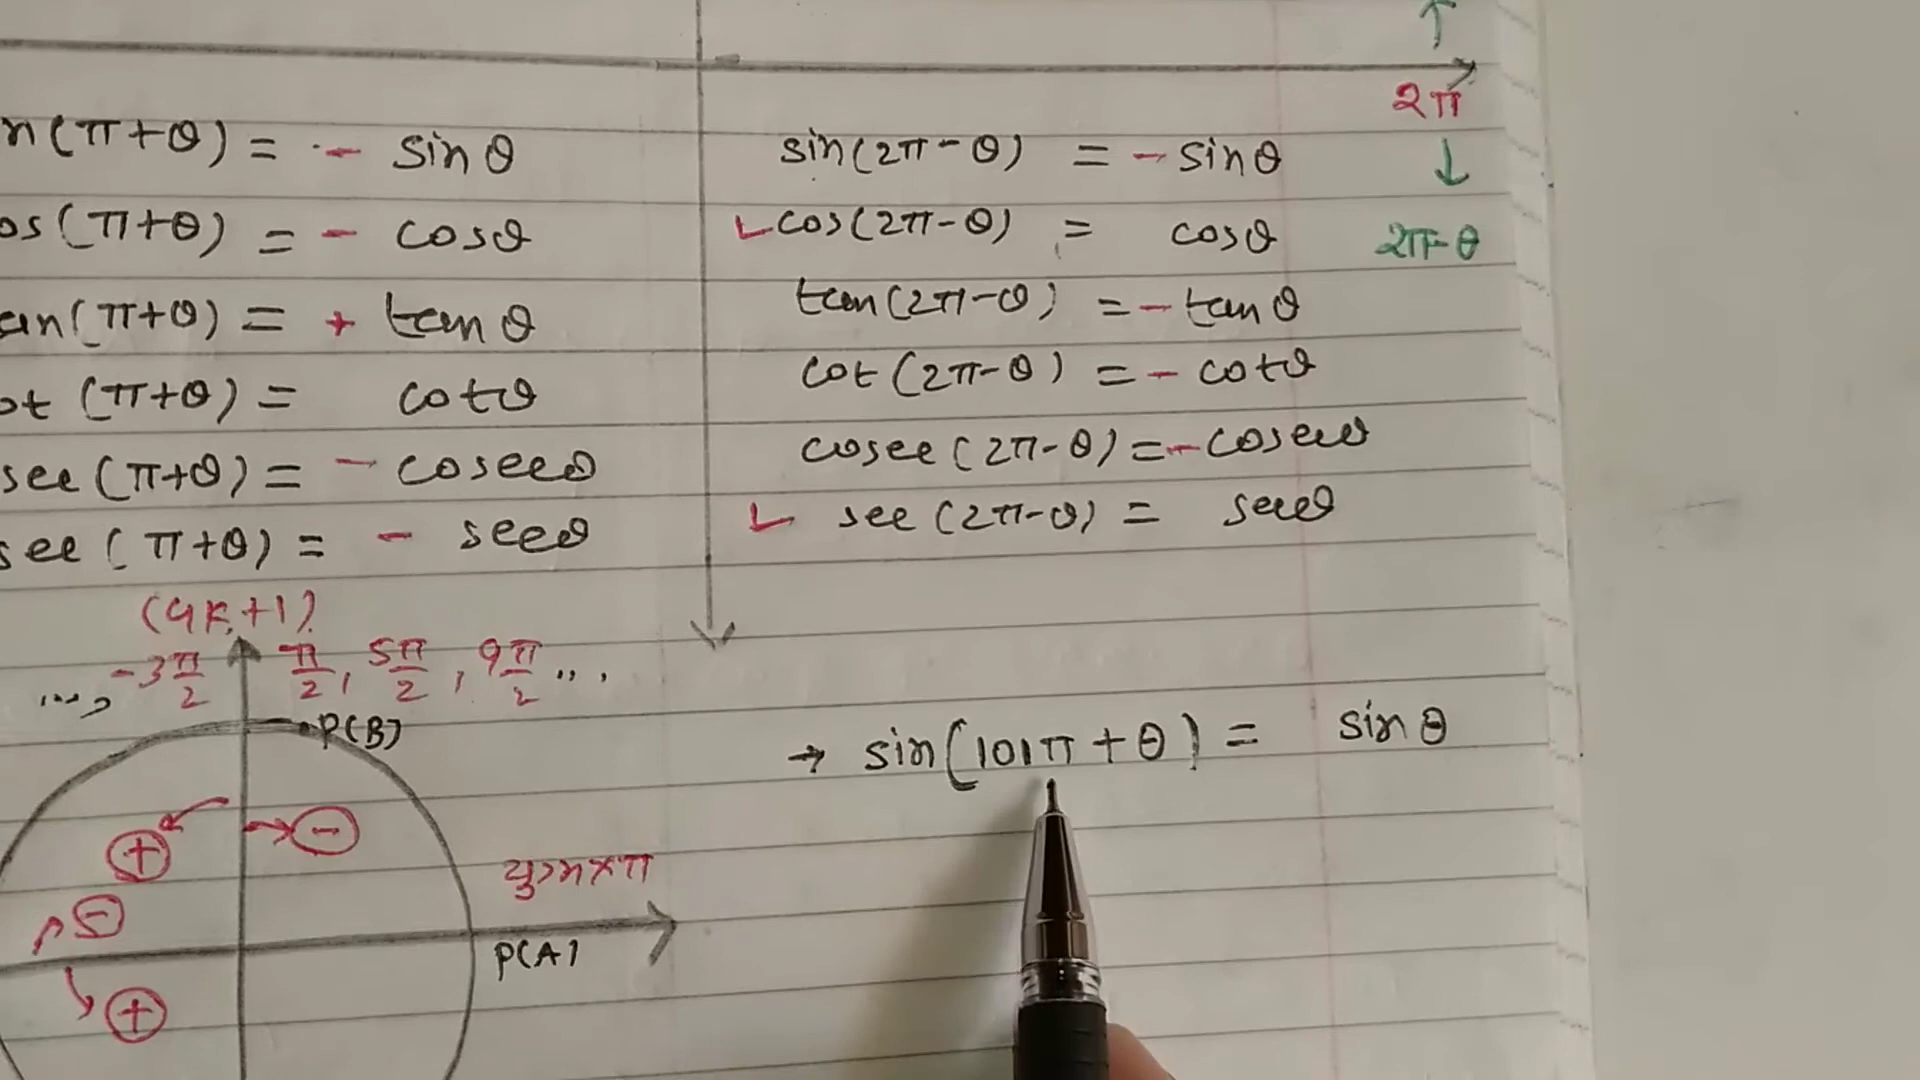 2π
n(π+θ) = - sinθ
os(π+θ) = - cosθ
an(π+θ) = + tanθ
ot (π+θ) = cotθ
sec (π+θ) = - cosecθ
sec (π+θ) = - secθ
sin(2π-θ) = - sinθ
cos(2π-θ) = cosθ
2π-θ
tan(2π-θ) = - tanθ
cot (2π-θ) = - cotθ
cosec (2π-θ) = - cosecθ
sec (2π-θ) = secθ
(4k+1)
..., -3π/2 π/2, 5π/2, 9π/2 ...
P(B)
→ sin(101π + θ) = sinθ
+ -
-
+
યુગ્મ×π
P(A)